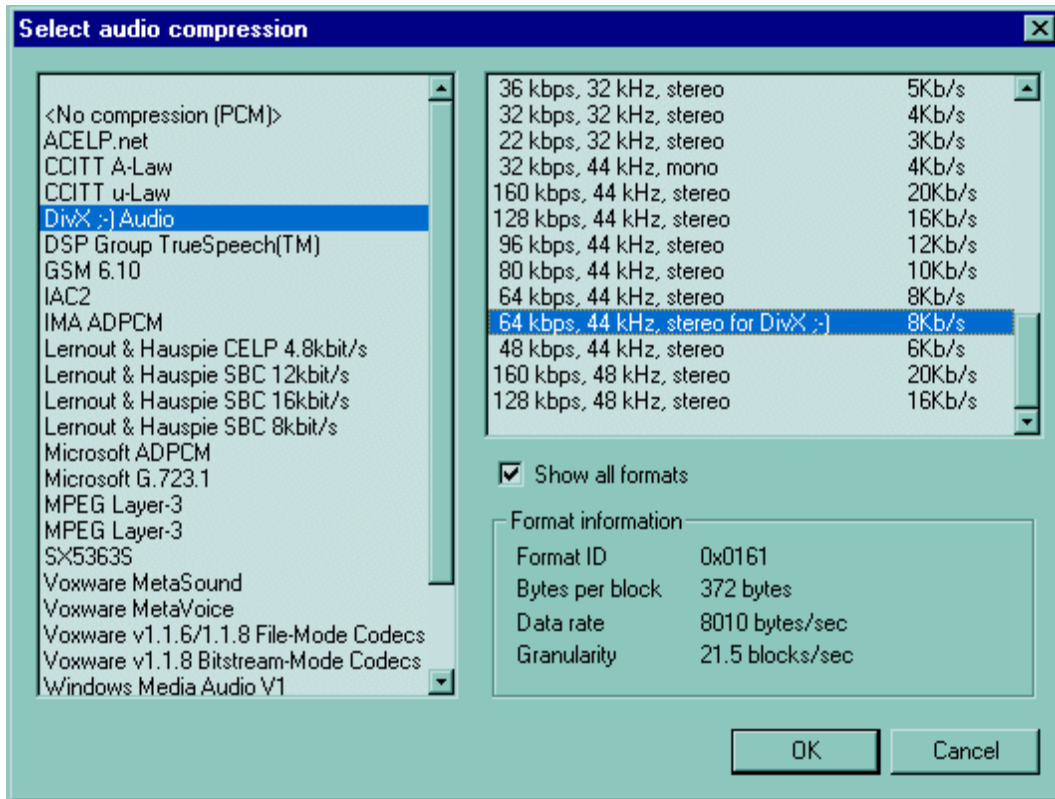 Select audio compression
<No compression (PCM)>
ACELP.net
CCITT A-Law
CCITT u-Law
DivX ;-) Audio
DSP Group TrueSpeech(TM)
GSM 6.10
IAC2
IMA ADPCM
Lernout & Hauspie CELP 4.8kbit/s
Lernout & Hauspie SBC 12kbit/s
Lernout & Hauspie SBC 16kbit/s
Lernout & Hauspie SBC 8kbit/s
Microsoft ADPCM
Microsoft G.723.1
MPEG Layer-3
MPEG Layer-3
SX5363S
Voxware MetaSound
Voxware MetaVoice
Voxware v1.1.6/1.1.8 File-Mode Codecs
Voxware v1.1.8 Bitstream-Mode Codecs
Windows Media Audio V1
36 kbps, 32 kHz, stereo 5Kb/s
32 kbps, 32 kHz, stereo 4Kb/s
22 kbps, 32 kHz, stereo 3Kb/s
32 kbps, 44 kHz, mono 4Kb/s
160 kbps, 44 kHz, stereo 20Kb/s
128 kbps, 44 kHz, stereo 16Kb/s
96 kbps, 44 kHz, stereo 12Kb/s
80 kbps, 44 kHz, stereo 10Kb/s
64 kbps, 44 kHz, stereo 8Kb/s
64 kbps, 44 kHz, stereo for DivX ;-) 8Kb/s
48 kbps, 44 kHz, stereo 6Kb/s
160 kbps, 48 kHz, stereo 20Kb/s
128 kbps, 48 kHz, stereo 16Kb/s
Show all formats
Format information
Format ID 0x0161
Bytes per block 372 bytes
Data rate 8010 bytes/sec
Granularity 21.5 blocks/sec
OK Cancel